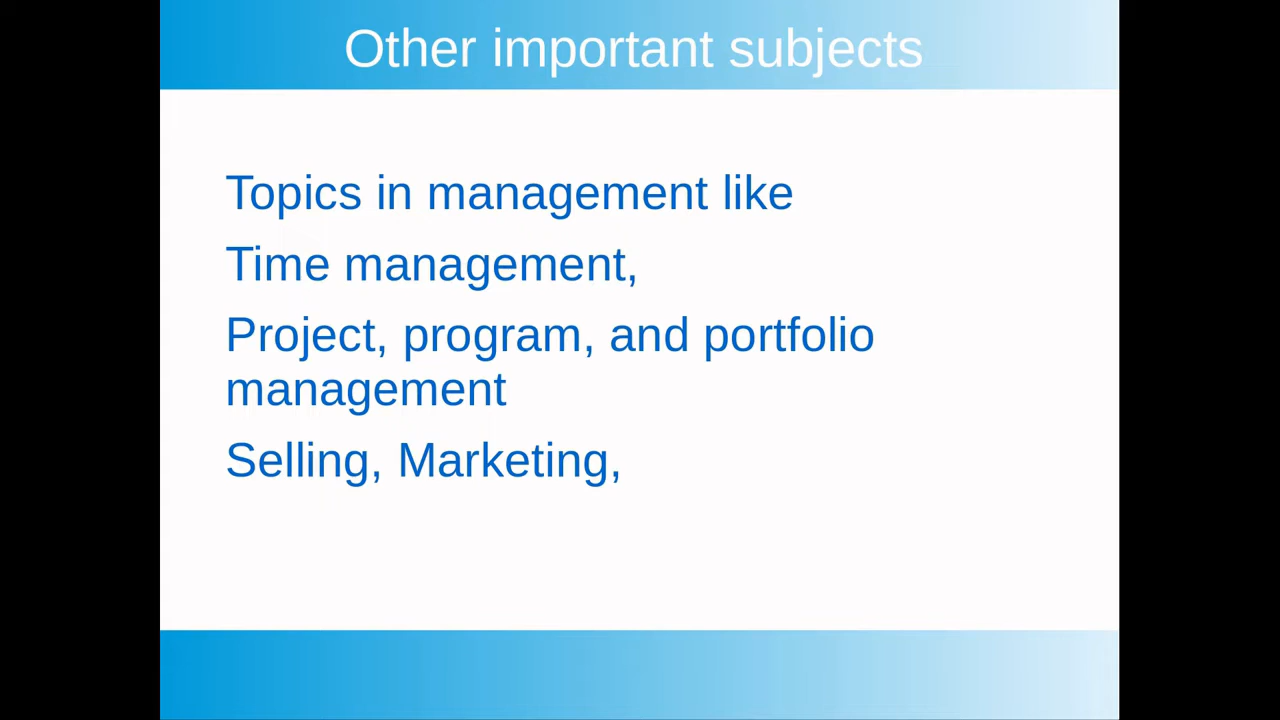 Other important subjects
Topics in management like
Time management,
Project, program, and portfolio
management
Selling, Marketing,